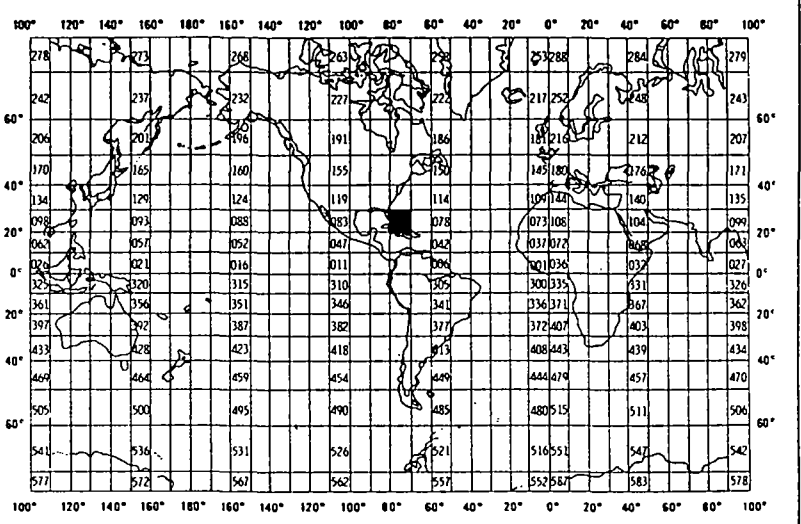 100° 120° 140° 160° 180° 160° 140° 120° 100° 80° 60° 40° 20° 0° 20° 40° 60° 80° 100°
278 273 268 263 258 253 288 284 279
242 237 232 227 222 217 252 248 243
60° 60°
206 201 196 191 186 181 216 212 207
170 165 160 155 150 145 180 176 171
40° 40°
134 129 124 119 114 109 144 140 135
098 093 088 083 078 073 108 104 099
20° 20°
062 057 052 047 042 037 072 068 063
026 021 016 011 006 001 036 032 027
0° 0°
325 320 315 310 305 300 335 331 326
361 356 351 346 341 336 371 367 362
20° 20°
397 392 387 382 377 372 407 403 398
433 428 423 418 413 408 443 439 434
40° 40°
469 464 459 454 449 444 479 457 470
505 500 495 490 485 480 515 511 506
60° 60°
541 536 531 526 521 516 551 547 542
577 572 567 562 557 552 587 583 578
100° 120° 140° 160° 180° 160° 140° 120° 100° 80° 60° 40° 20° 0° 20° 40° 60° 80° 100°